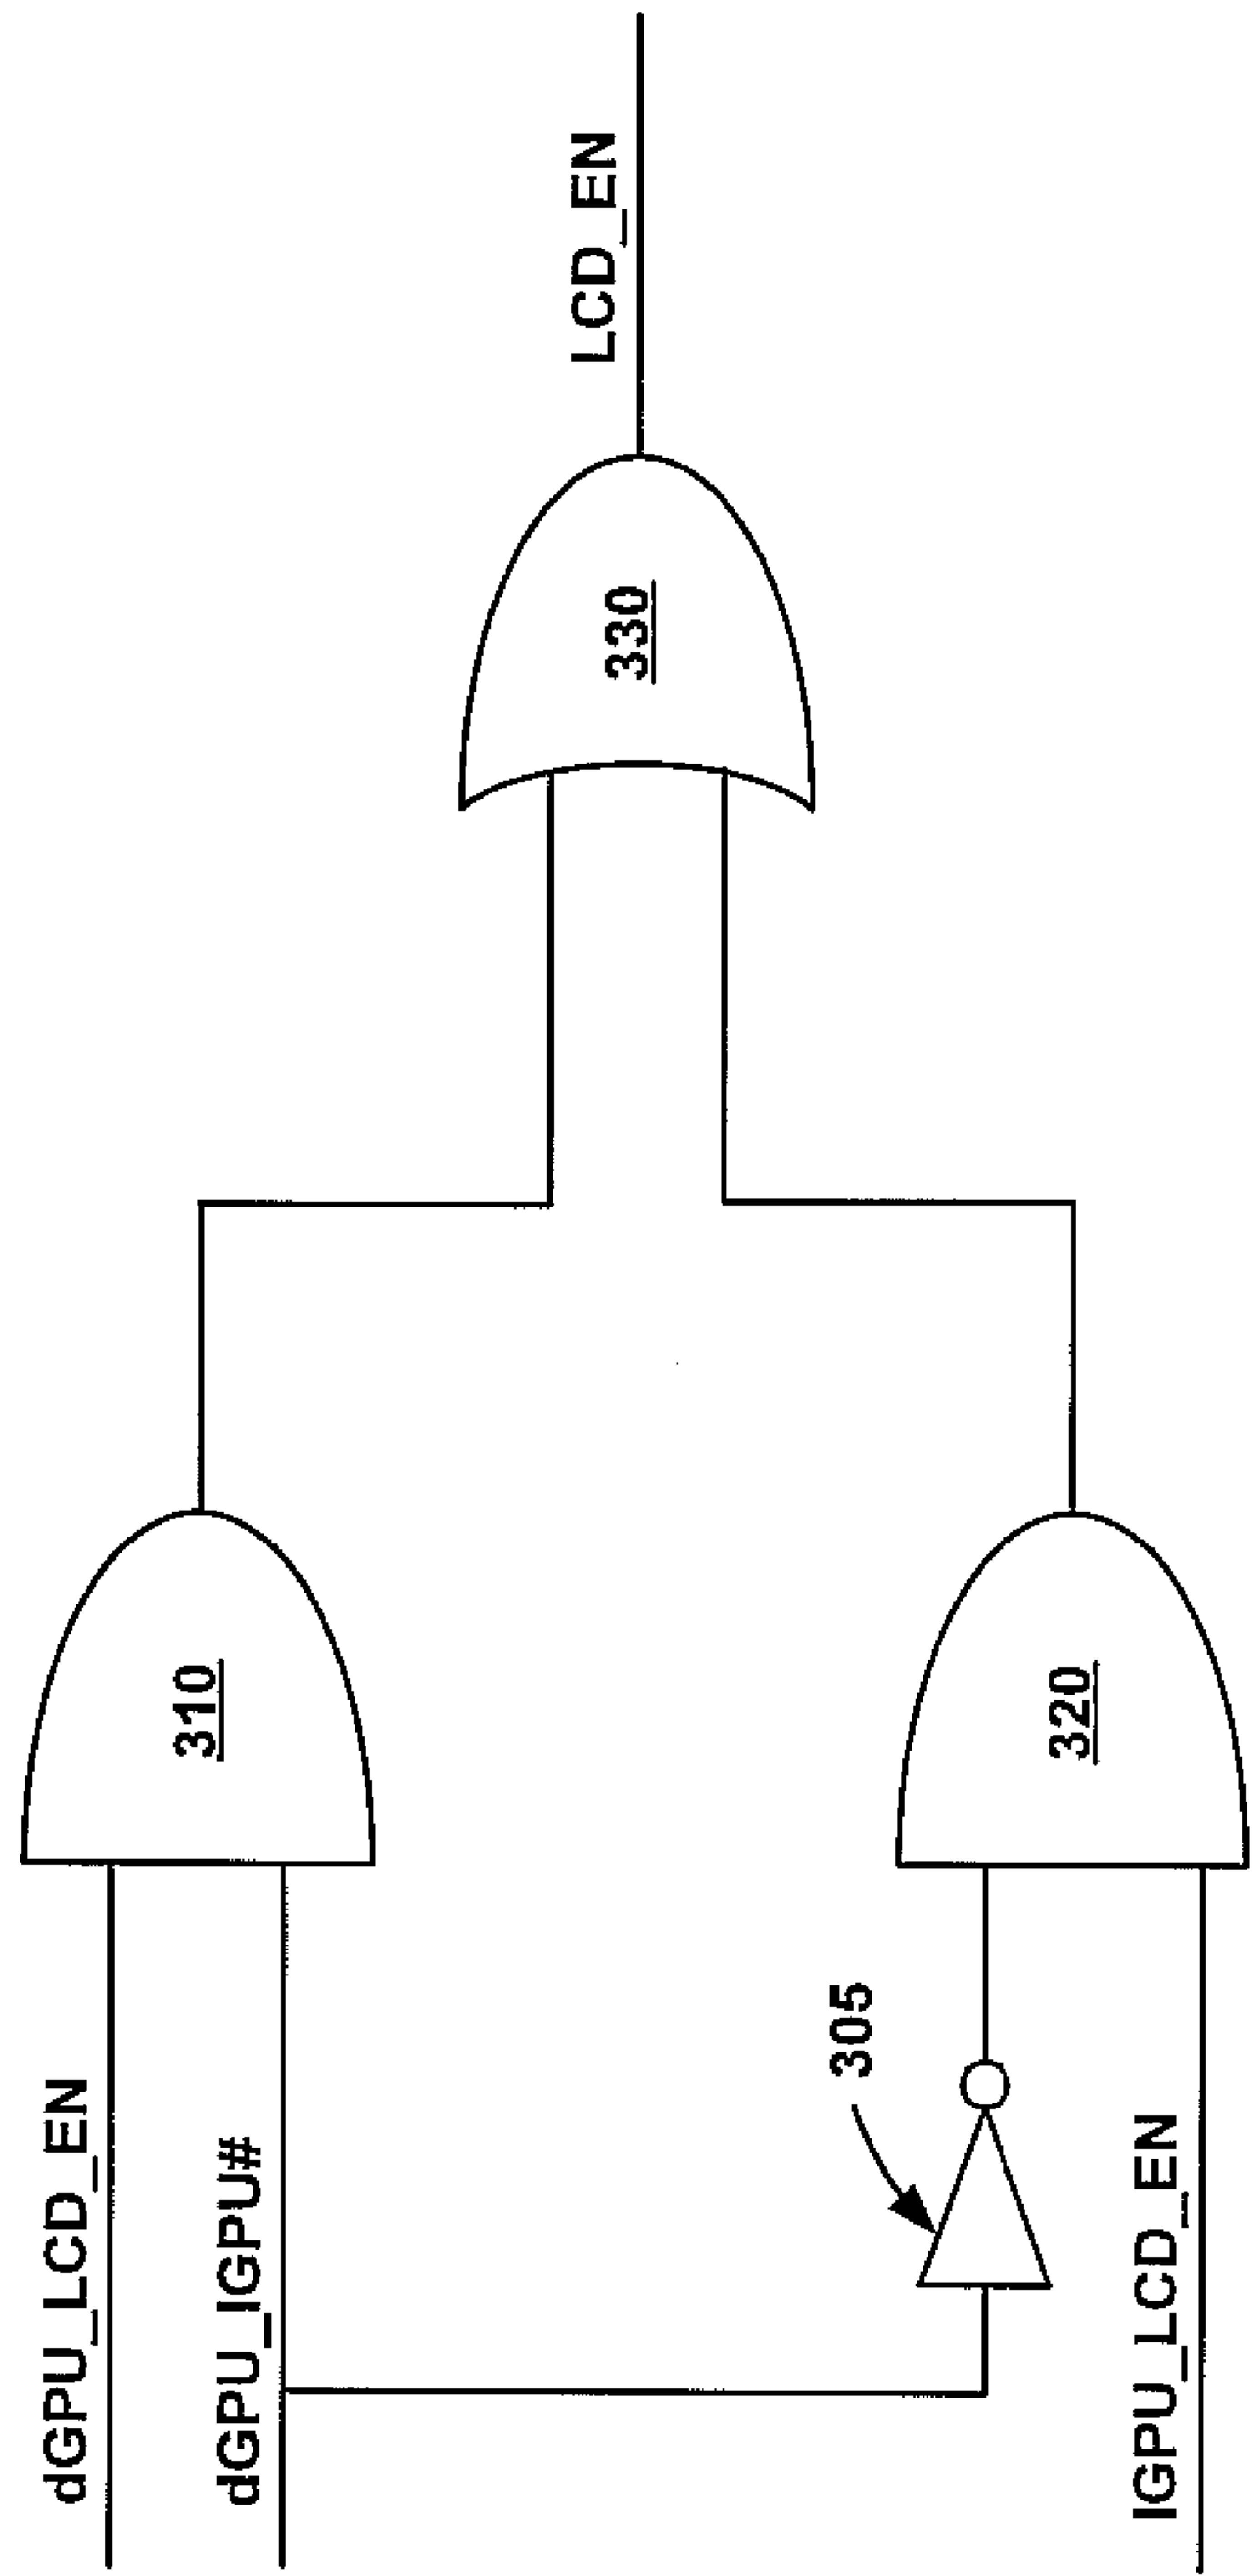 dGPU_LCD_EN
dGPU_IGPU#
310
305
IGPU_LCD_EN
320
330
LCD_EN